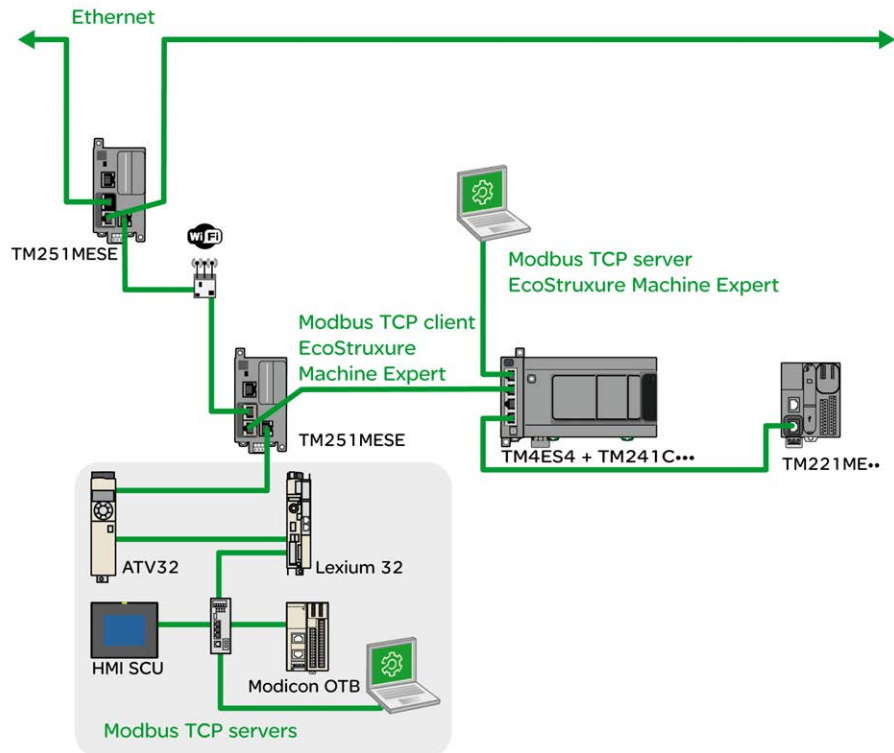 Ethernet
TM251MESE
Wi Fi
Modbus TCP server
EcoStruxure Machine Expert
Modbus TCP client
EcoStruxure
Machine Expert
TM251MESE
TM4ES4 + TM241C•••
TM221ME••
ATV32
Lexium 32
HMI SCU
Modicon OTB
Modbus TCP servers